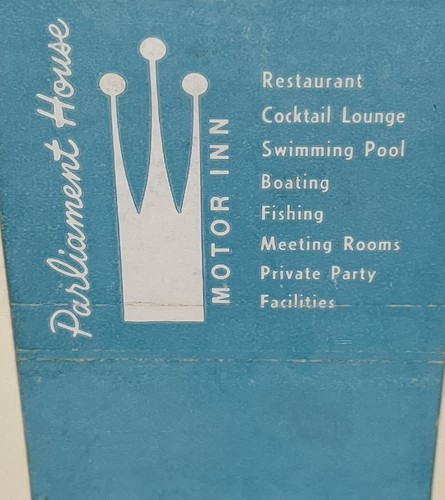 Parliament House
MOTOR INN
Restaurant
Cocktail Lounge
Swimming Pool
Boating
Fishing
Meeting Rooms
Private Party
Facilities